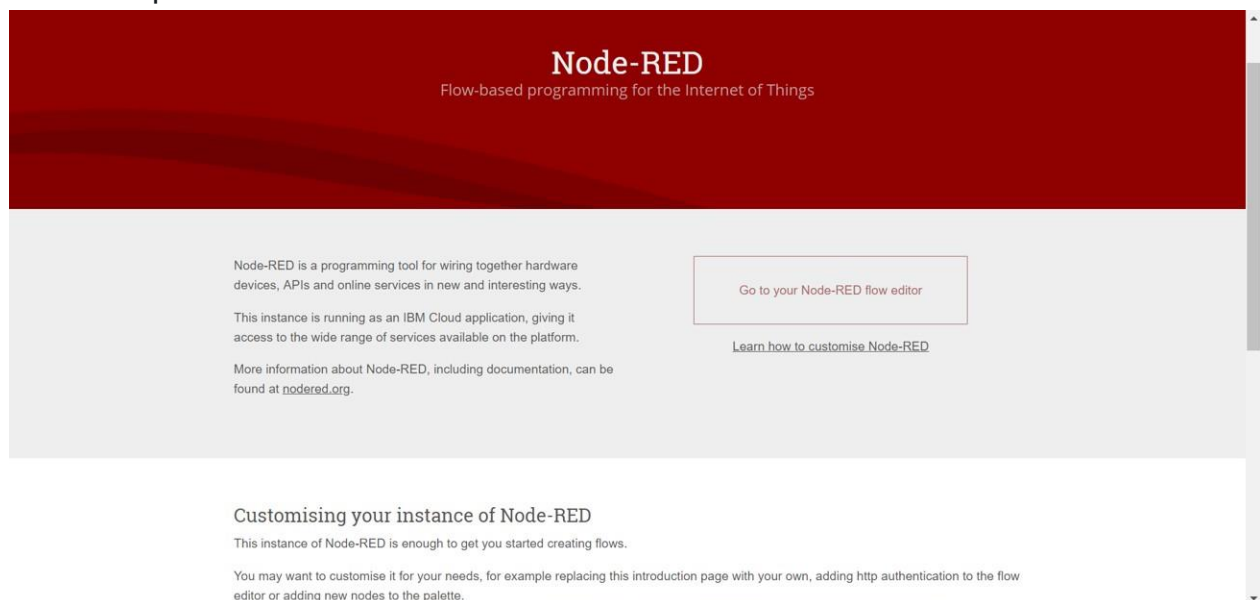 Node-RED
Flow-based programming for the Internet of Things
Node-RED is a programming tool for wiring together hardware
devices, APIs and online services in new and interesting ways.
This instance is running as an IBM Cloud application, giving it
access to the wide range of services available on the platform.
More information about Node-RED, including documentation, can be
found at nodered.org.
Go to your Node-RED flow editor
Learn how to customise Node-RED
Customising your instance of Node-RED
This instance of Node-RED is enough to get you started creating flows.
You may want to customise it for your needs, for example replacing this introduction page with your own, adding http authentication to the flow
editor or adding new nodes to the palette.